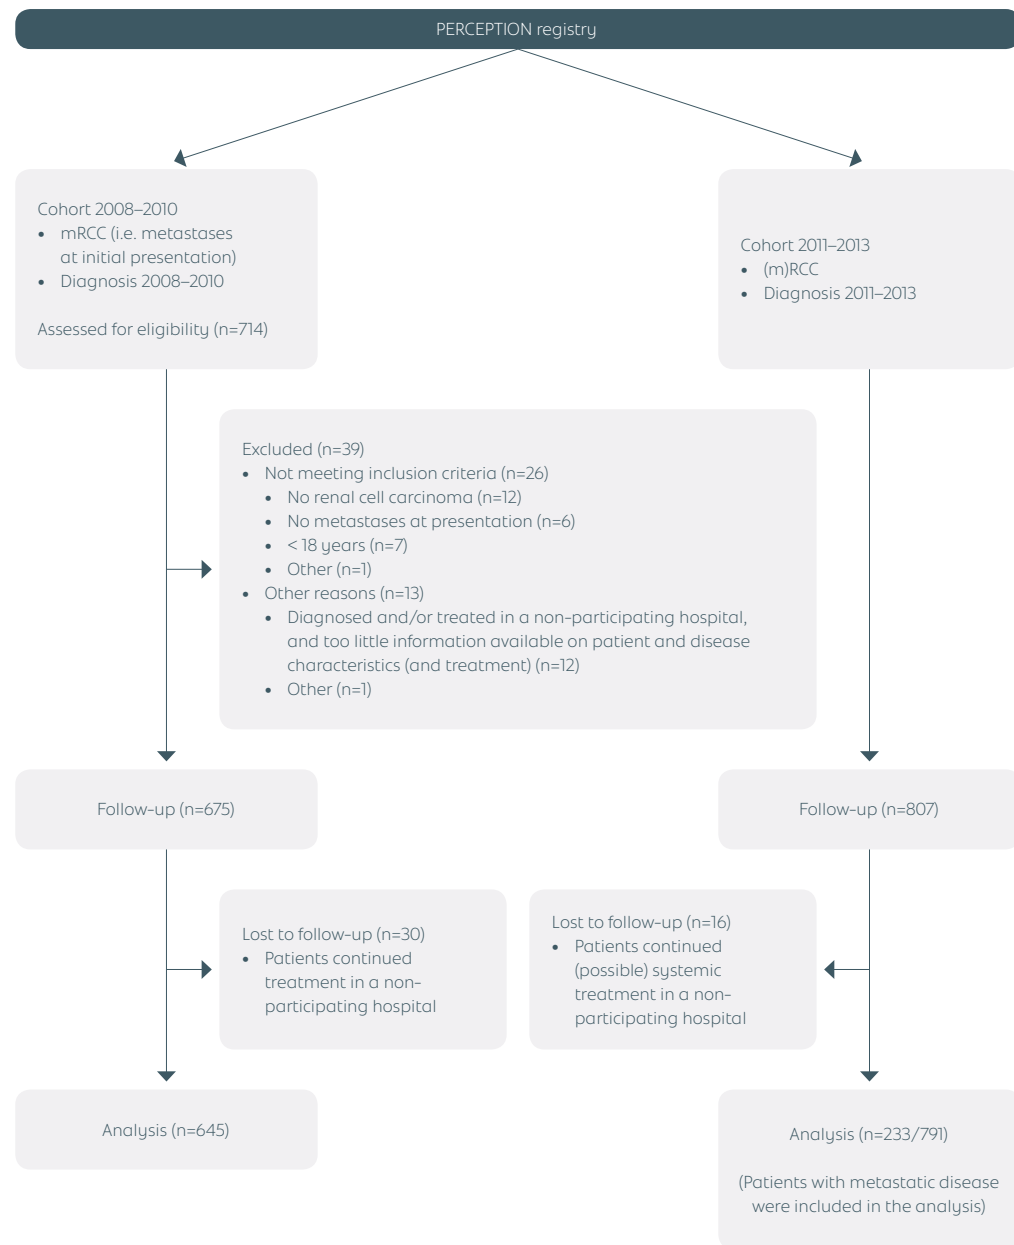 PERCEPTION registry
Cohort 2008–2010
• mRCC (i.e. metastases
at initial presentation)
• Diagnosis 2008–2010
Assessed for eligibility (n=714)
Cohort 2011–2013
• (m)RCC
• Diagnosis 2011–2013
Excluded (n=39)
• Not meeting inclusion criteria (n=26)
• No renal cell carcinoma (n=12)
• No metastases at presentation (n=6)
• < 18 years (n=7)
• Other (n=1)
• Other reasons (n=13)
• Diagnosed and/or treated in a non-participating hospital,
and too little information available on patient and disease
characteristics (and treatment) (n=12)
• Other (n=1)
Follow-up (n=675)
Follow-up (n=807)
Lost to follow-up (n=30)
• Patients continued
treatment in a non-
participating hospital
Lost to follow-up (n=16)
• Patients continued
(possible) systemic
treatment in a non-
participating hospital
Analysis (n=645)
Analysis (n=233/791)
(Patients with metastatic disease
were included in the analysis)